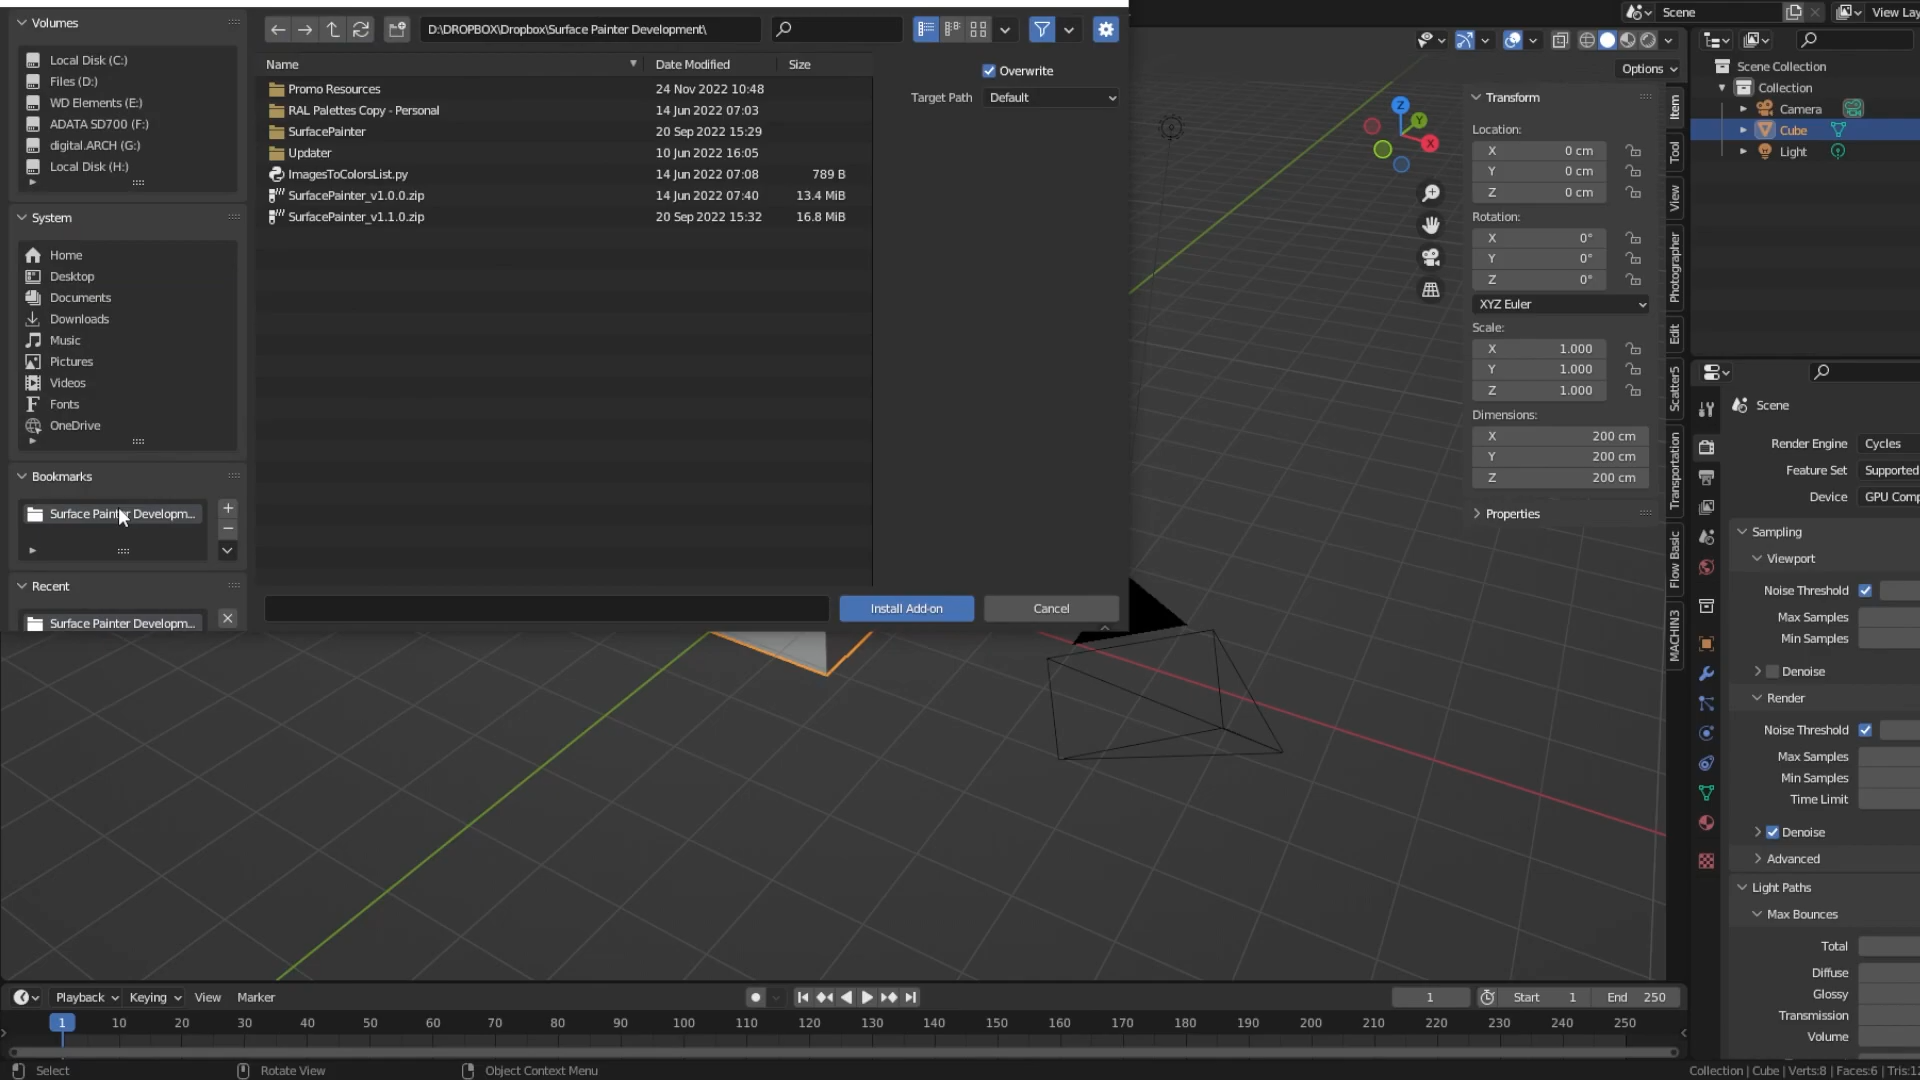 Volumes
Local Disk (C:)
Files (D:)
WD Elements (E:)
ADATA SD700 (F:)
digital.ARCH (G:)
Local Disk (H:)
System
Home
Desktop
Documents
Downloads
Music
Pictures
Videos
Fonts
OneDrive
Bookmarks
Surface Painter Developm...
Recent
Surface Painter Developm...
D:\DROPBOX\Dropbox\Surface Painter Development\
Name Date Modified Size
Promo Resources 24 Nov 2022 10:48
RAL Palettes Copy - Personal 14 Jun 2022 07:03
SurfacePainter 20 Sep 2022 15:29
Updater 10 Jun 2022 16:05
ImagesToColorsList.py 14 Jun 2022 07:08 789 B
SurfacePainter_v1.0.0.zip 14 Jun 2022 07:40 13.4 MiB
SurfacePainter_v1.1.0.zip 20 Sep 2022 15:32 16.8 MiB
Overwrite
Target Path Default
Install Add-on Cancel
Options
Z
Y
X
Transform
Location:
X 0 cm
Y 0 cm
Z 0 cm
Rotation:
X 0°
Y 0°
Z 0°
XYZ Euler
Scale:
X 1.000
Y 1.000
Z 1.000
Dimensions:
X 200 cm
Y 200 cm
Z 200 cm
Properties
Item
Tool
View
Photographer
Edit
Scatter5
Transportation
Flow Basic
MACHIN3
Scene View Lay
Scene Collection
Collection
Camera
Cube
Light
Scene
Render Engine Cycles
Feature Set Supported
Device GPU Comp
Sampling
Viewport
Noise Threshold
Max Samples
Min Samples
Denoise
Render
Noise Threshold
Max Samples
Min Samples
Time Limit
Denoise
Advanced
Light Paths
Max Bounces
Total
Diffuse
Glossy
Transmission
Volume
Playback Keying View Marker
1 Start 1 End 250
1 10 20 30 40 50 60 70 80 90 100 110 120 130 140 150 160 170 180 190 200 210 220 230 240 250
Select Rotate View Object Context Menu
Collection | Cube | Verts:8 | Faces:6 | Tris:12